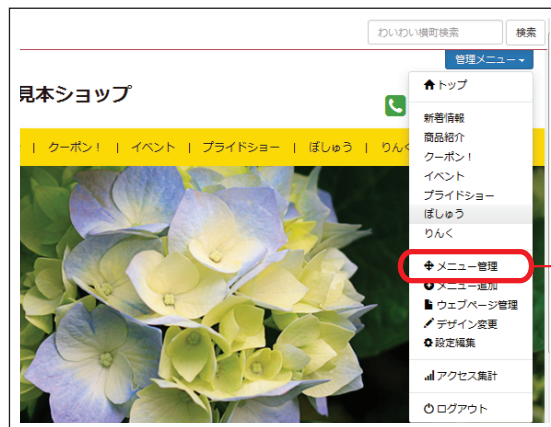 わいわい横町検索 検索
管理メニュー
見本ショップ
トップ
新着情報
商品紹介
クーポン！
イベント
プライドショー
ぼしゅう
りんく
| クーポン！ | イベント | プライドショー | ぼしゅう | りんく
メニュー管理
メニュー追加
ウェブページ管理
デザイン変更
設定編集
アクセス集計
ログアウト